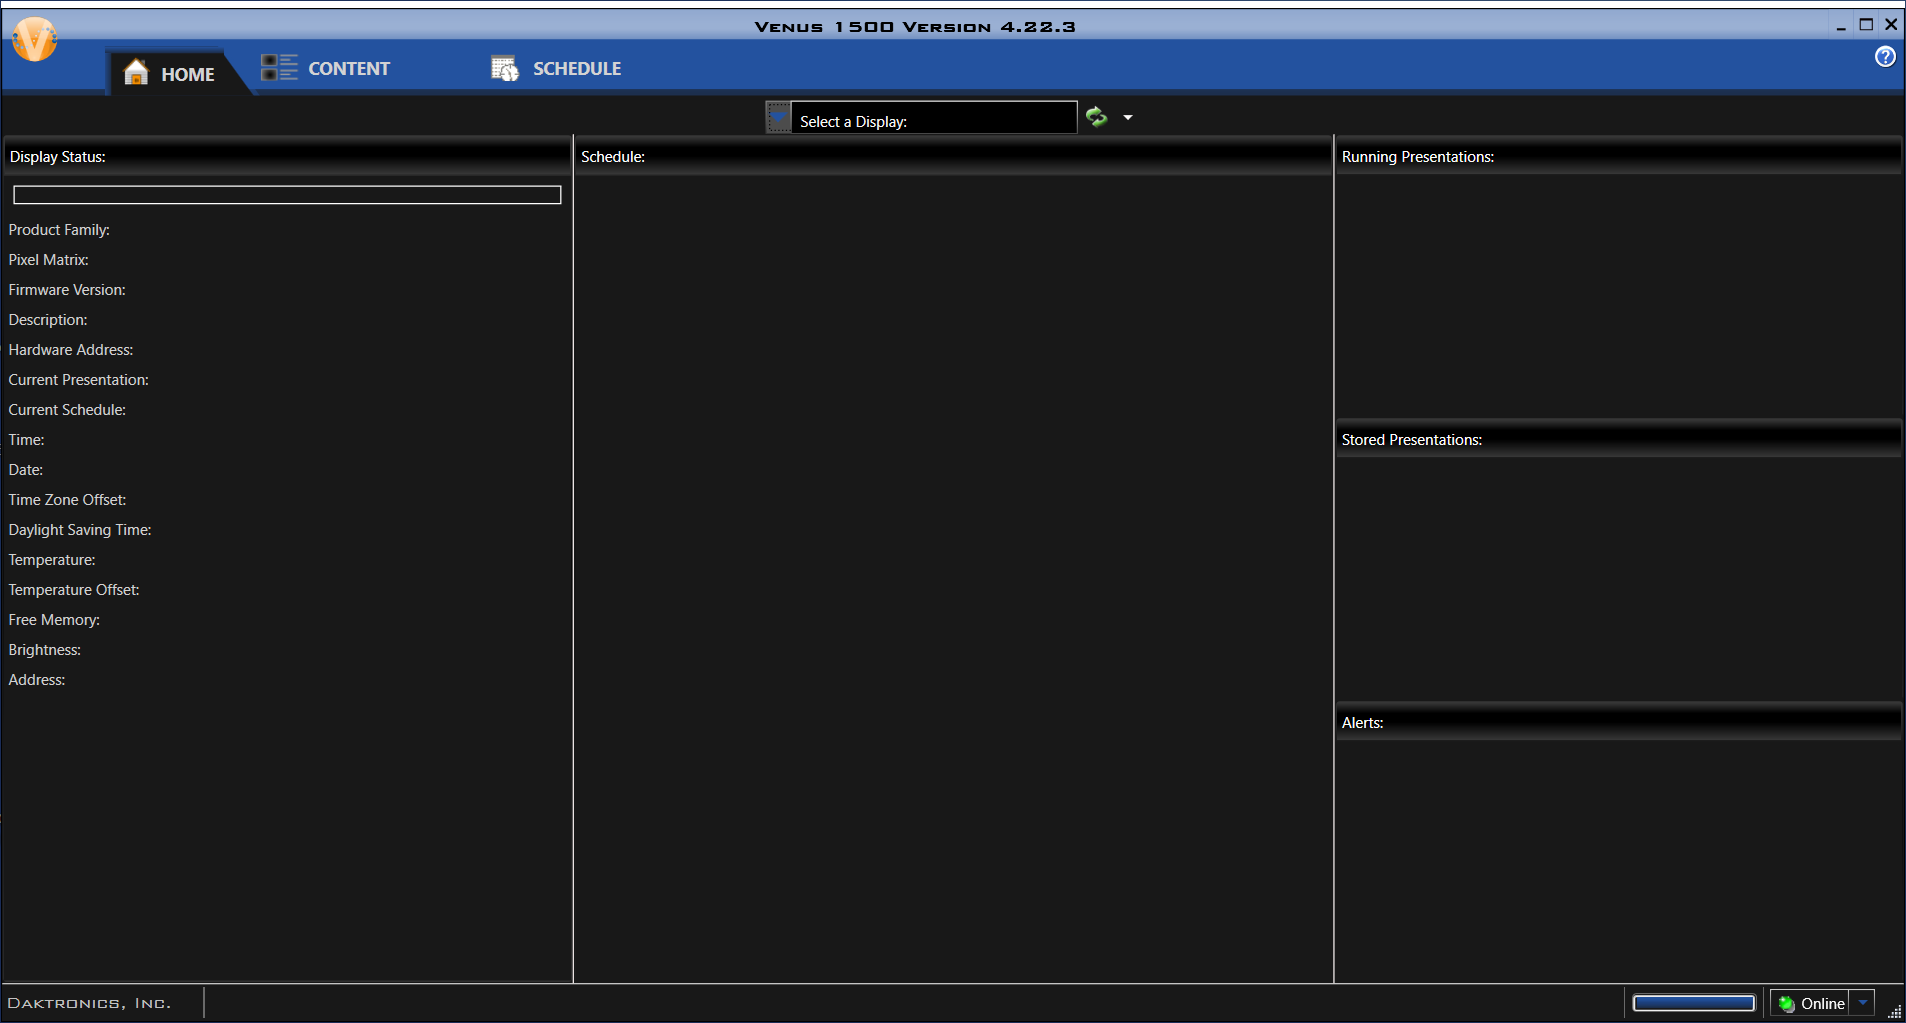 Venus 1500 Version 4.22.3
HOME
CONTENT
SCHEDULE
Select a Display:
Display Status:
Product Family:
Pixel Matrix:
Firmware Version:
Description:
Hardware Address:
Current Presentation:
Current Schedule:
Time:
Date:
Time Zone Offset:
Daylight Saving Time:
Temperature:
Temperature Offset:
Free Memory:
Brightness:
Address:
Schedule:
Running Presentations:
Stored Presentations:
Alerts:
Daktronics, Inc.
Online